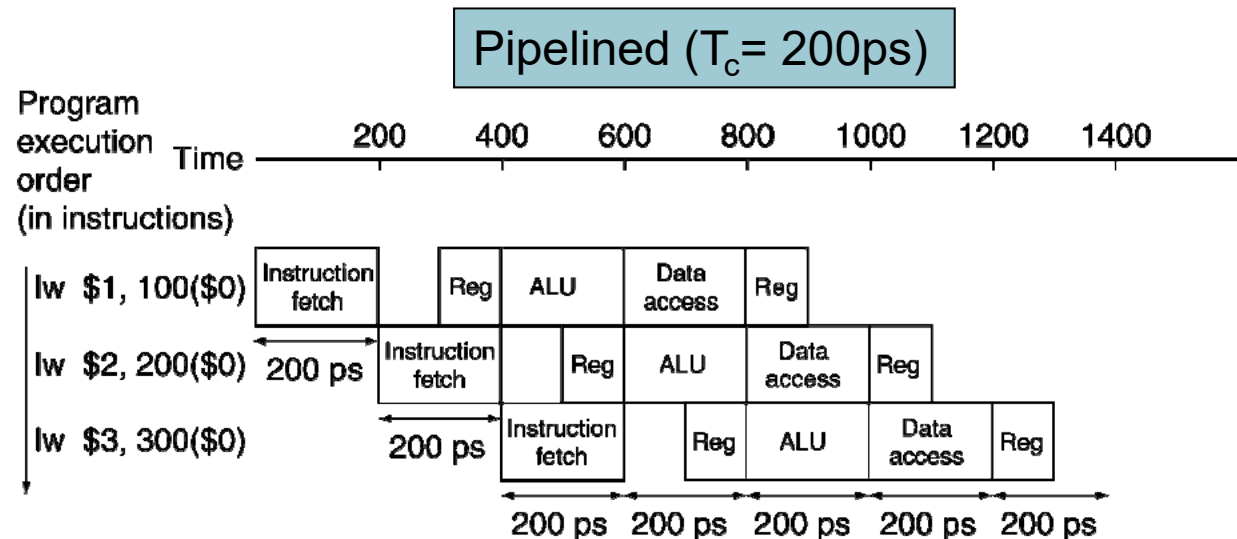 Pipelined (Tc= 200ps)
Program
execution
order
(in instructions)
Time
200 400 600 800 1000 1200 1400
lw $1, 100($0)
Instruction
fetch
Reg
ALU
Data
access
Reg
200 ps
lw $2, 200($0)
Instruction
fetch
Reg
ALU
Data
access
Reg
200 ps
lw $3, 300($0)
Instruction
fetch
Reg
ALU
Data
access
Reg
200 ps 200 ps 200 ps 200 ps 200 ps